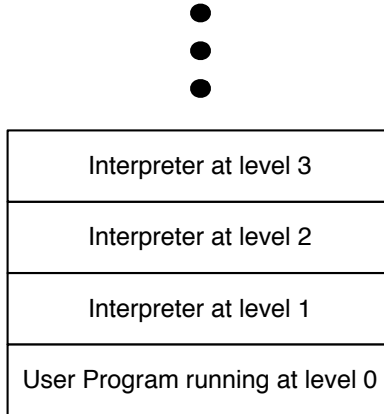 Interpreter at level 3
Interpreter at level 2
Interpreter at level 1
User Program running at level 0